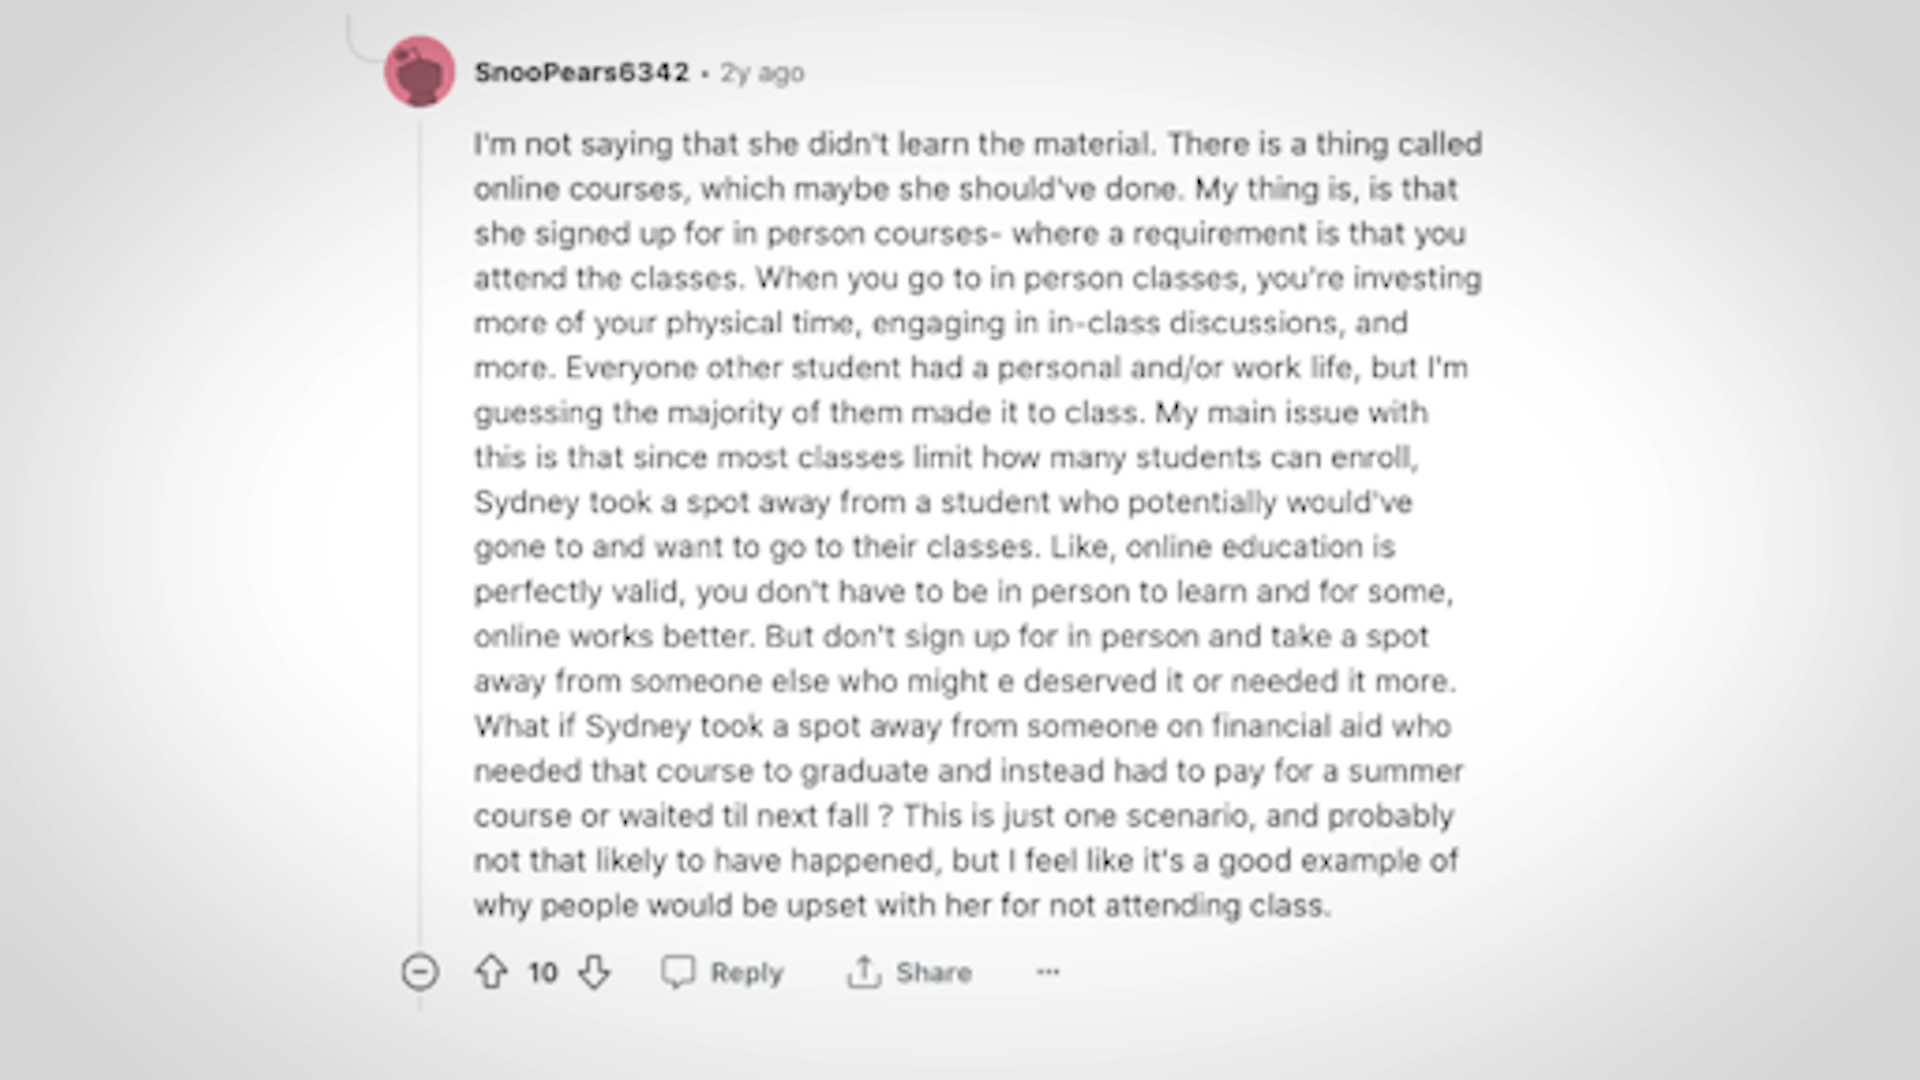 SnooPears6342 • 2y ago
I'm not saying that she didn't learn the material. There is a thing called
online courses, which maybe she should've done. My thing is, is that
she signed up for in person courses- where a requirement is that you
attend the classes. When you go to in person classes, you're investing
more of your physical time, engaging in in-class discussions, and
more. Everyone other student had a personal and/or work life, but I'm
guessing the majority of them made it to class. My main issue with
this is that since most classes limit how many students can enroll,
Sydney took a spot away from a student who potentially would've
gone to and want to go to their classes. Like, online education is
perfectly valid, you don't have to be in person to learn and for some,
online works better. But don't sign up for in person and take a spot
away from someone else who might e deserved it or needed it more.
What if Sydney took a spot away from someone on financial aid who
needed that course to graduate and instead had to pay for a summer
course or waited til next fall ? This is just one scenario, and probably
not that likely to have happened, but I feel like it's a good example of
why people would be upset with her for not attending class.
10 Reply Share ...